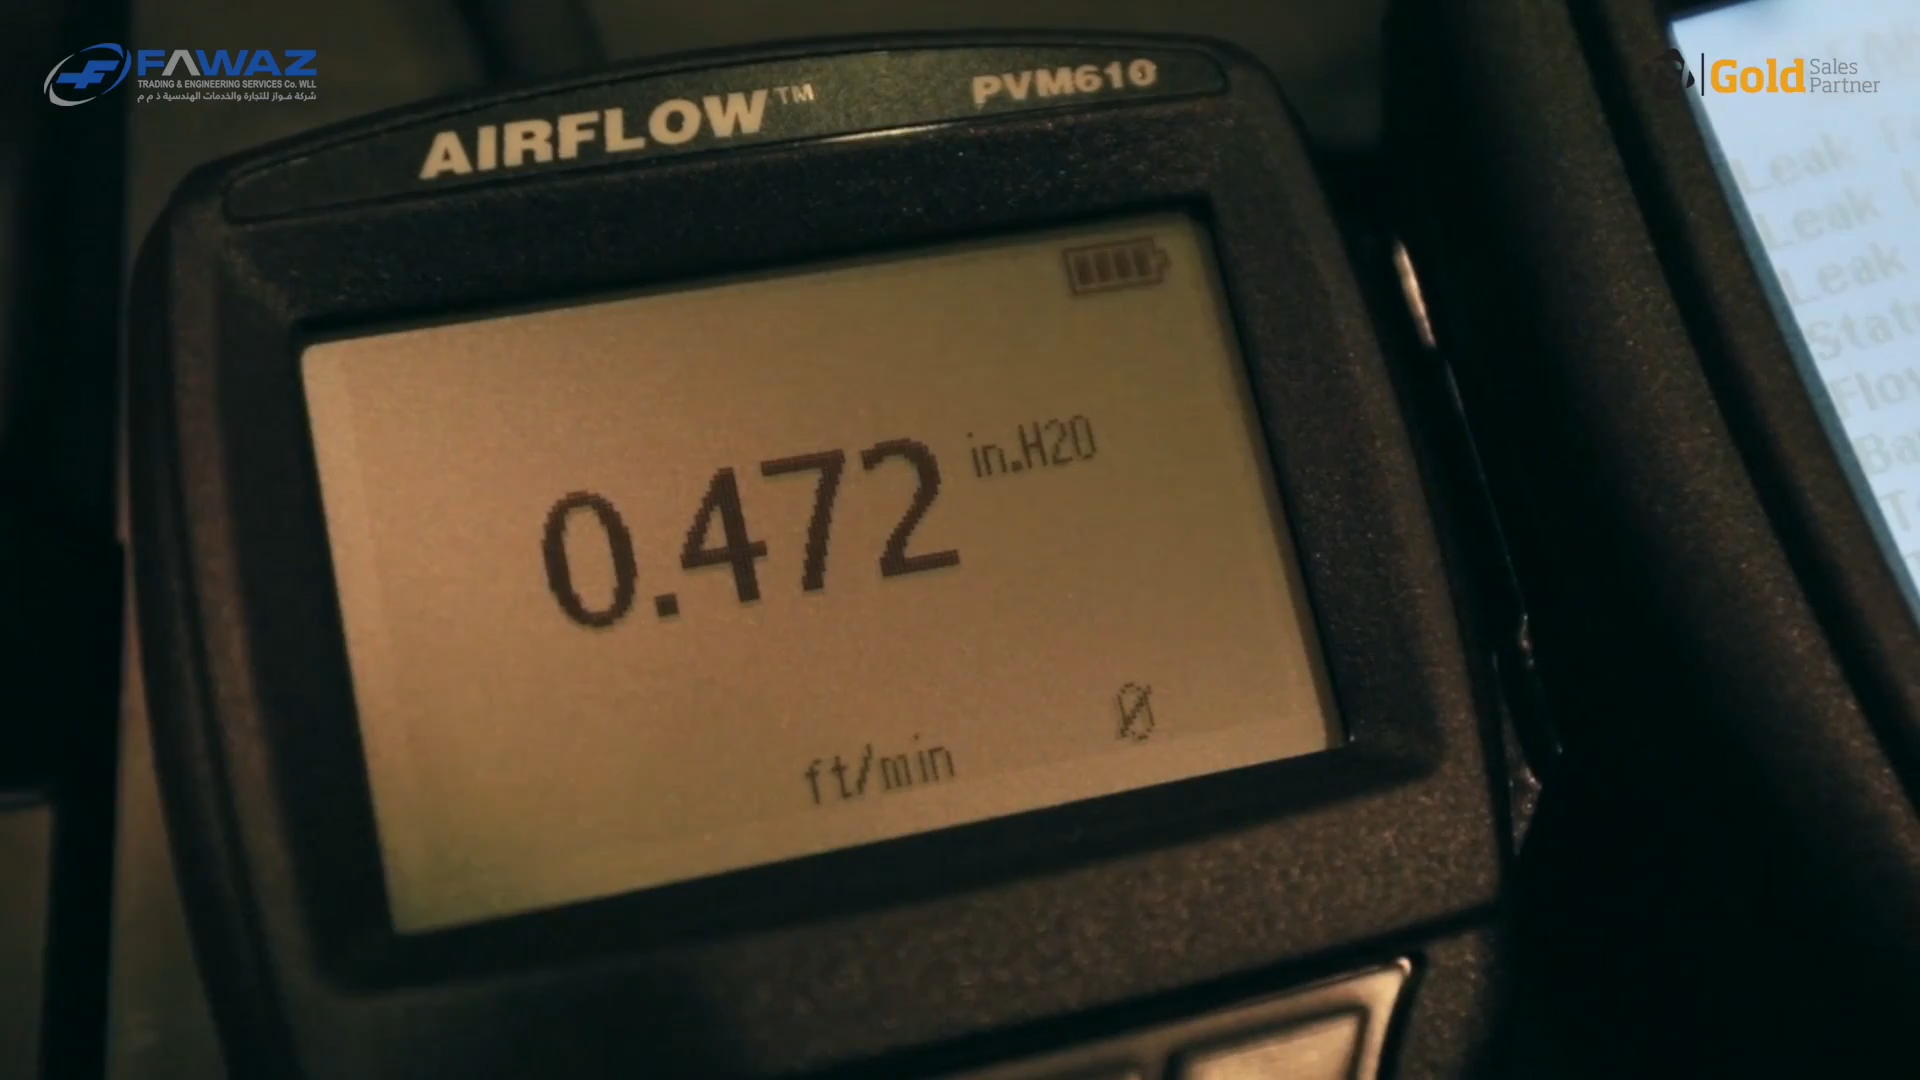 FAWAZ
TRADING & ENGINEERING SERVICES Co. WLL
شركة فواز للتجارة والخدمات الهندسية ذ م م
Gold Sales Partner
AIRFLOW™ PVM610
0.472 in.H2O
ft/min
Leak
Leak
Leak